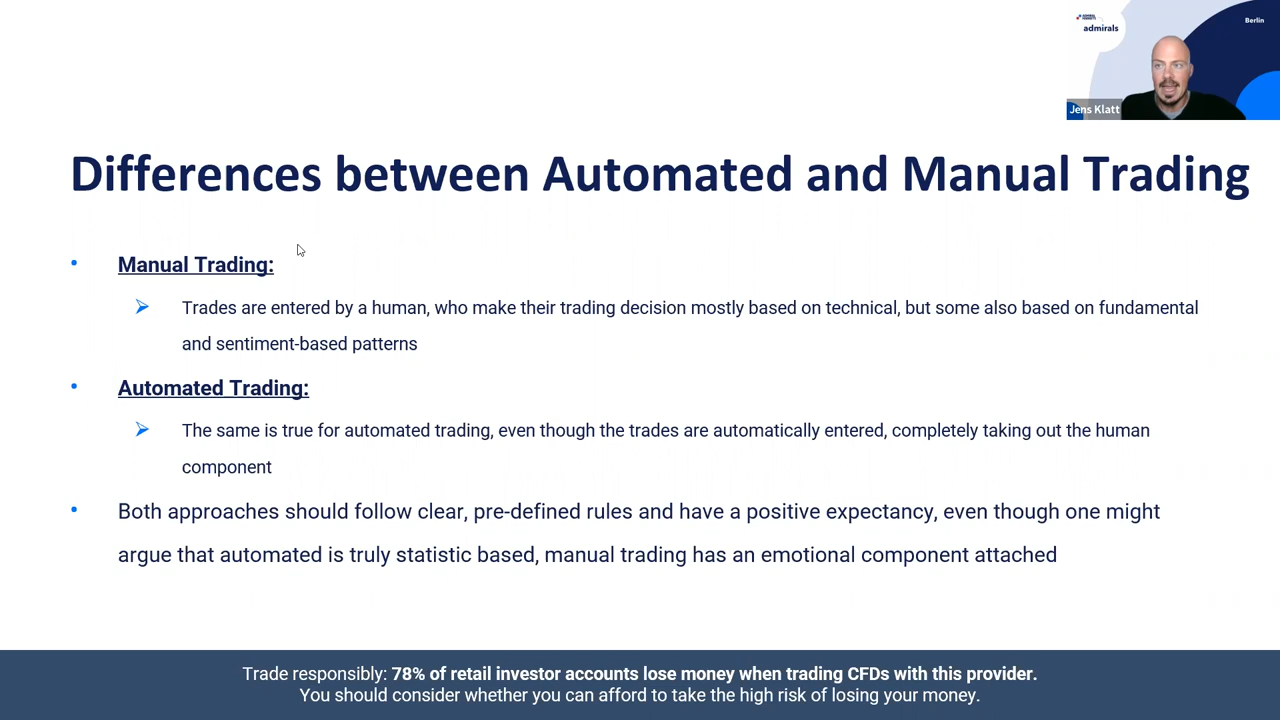 admirals
Berlin
Jens Klatt
Differences between Automated and Manual Trading
• Manual Trading:
Trades are entered by a human, who make their trading decision mostly based on technical, but some also based on fundamental
and sentiment-based patterns
• Automated Trading:
The same is true for automated trading, even though the trades are automatically entered, completely taking out the human
component
• Both approaches should follow clear, pre-defined rules and have a positive expectancy, even though one might
argue that automated is truly statistic based, manual trading has an emotional component attached
Trade responsibly: 78% of retail investor accounts lose money when trading CFDs with this provider.
You should consider whether you can afford to take the high risk of losing your money.